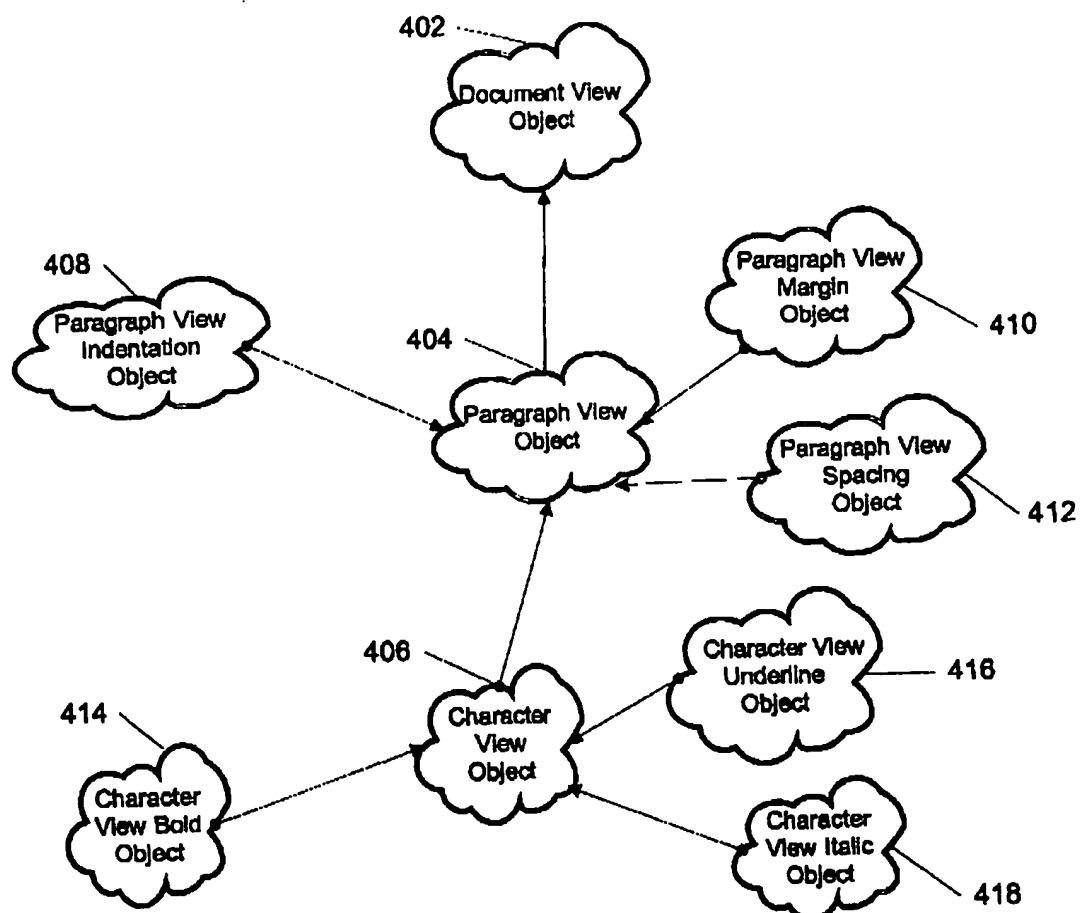 402
Document View
Object
408
Paragraph View
Indentation
Object
404
Paragraph View
Margin
Object
410
Paragraph View
Object
Paragraph View
Spacing
Object
412
406
Character
View
Object
Character View
Underline
Object
416
414
Character
View Bold
Object
Character
View Italic
Object
418